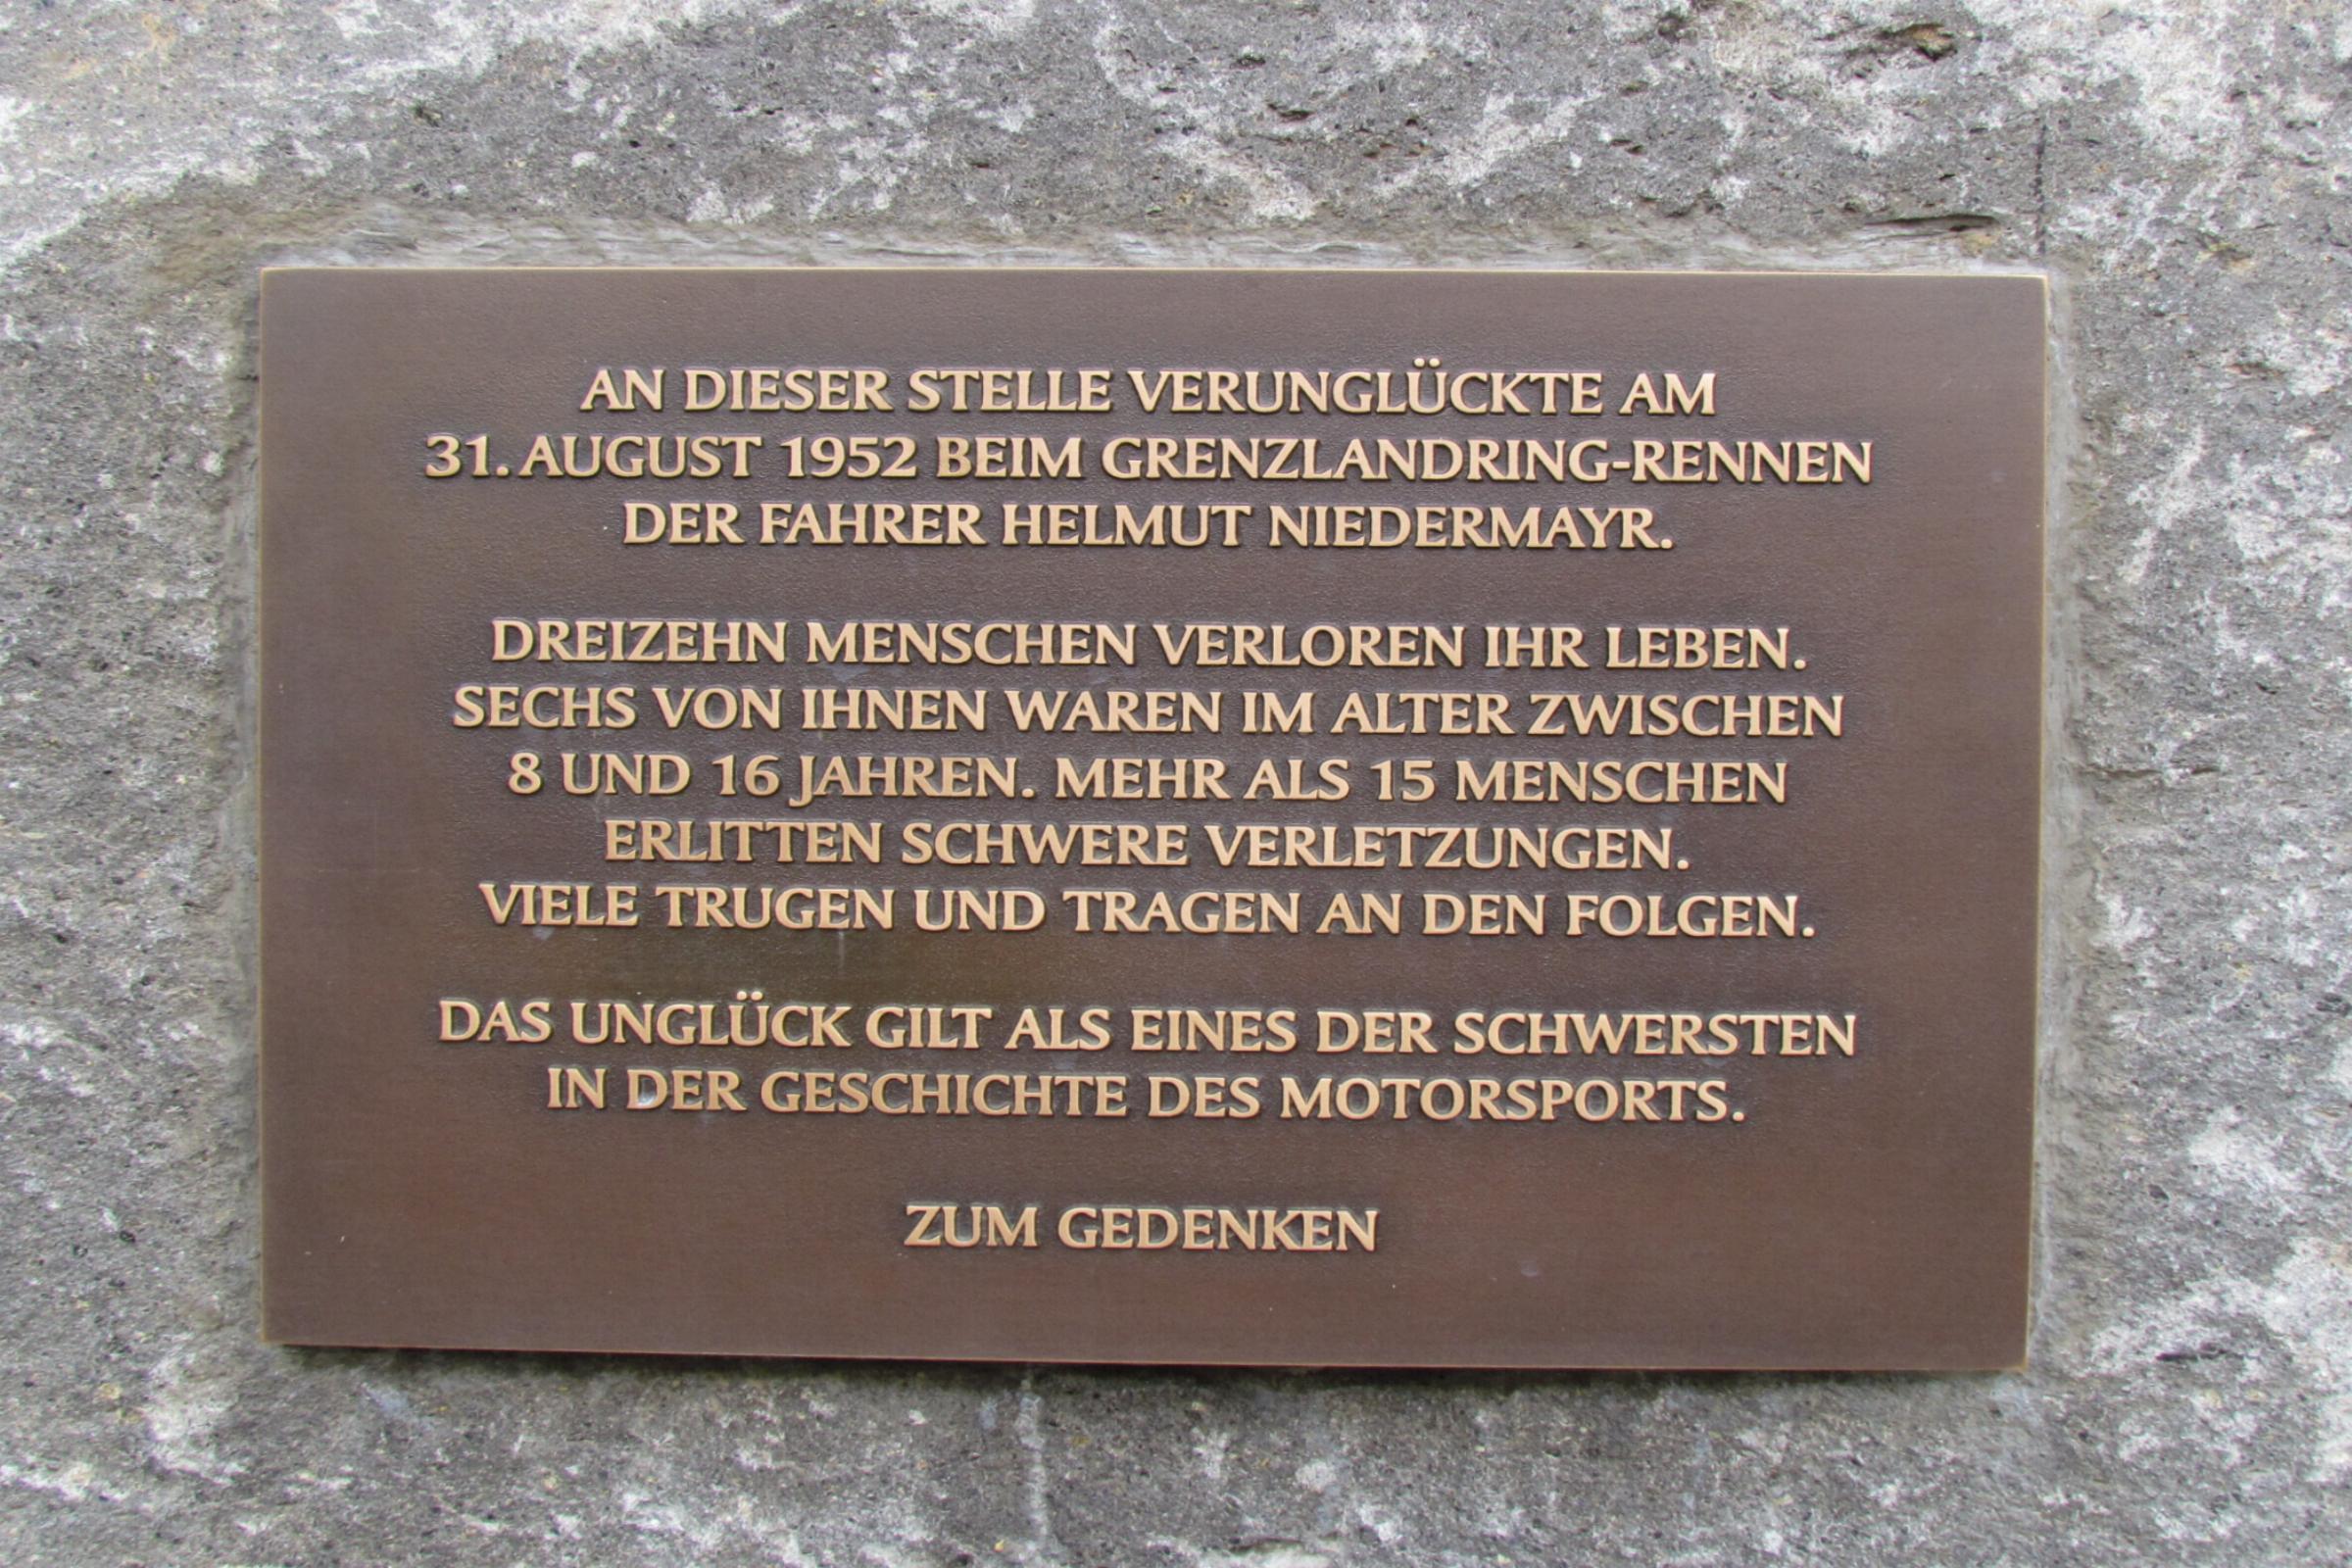 AN DIESER STELLE VERUNGLÜCKTE AM
31. AUGUST 1952 BEIM GRENZLANDRING-RENNEN
DER FAHRER HELMUT NIEDERMAYR.
DREIZEHN MENSCHEN VERLOREN IHR LEBEN.
SECHS VON IHNEN WAREN IM ALTER ZWISCHEN
8 UND 16 JAHREN. MEHR ALS 15 MENSCHEN
ERLITTEN SCHWERE VERLETZUNGEN.
VIELE TRUGEN UND TRAGEN AN DEN FOLGEN.
DAS UNGLÜCK GILT ALS EINES DER SCHWERSTEN
IN DER GESCHICHTE DES MOTORSPORTS.
ZUM GEDENKEN